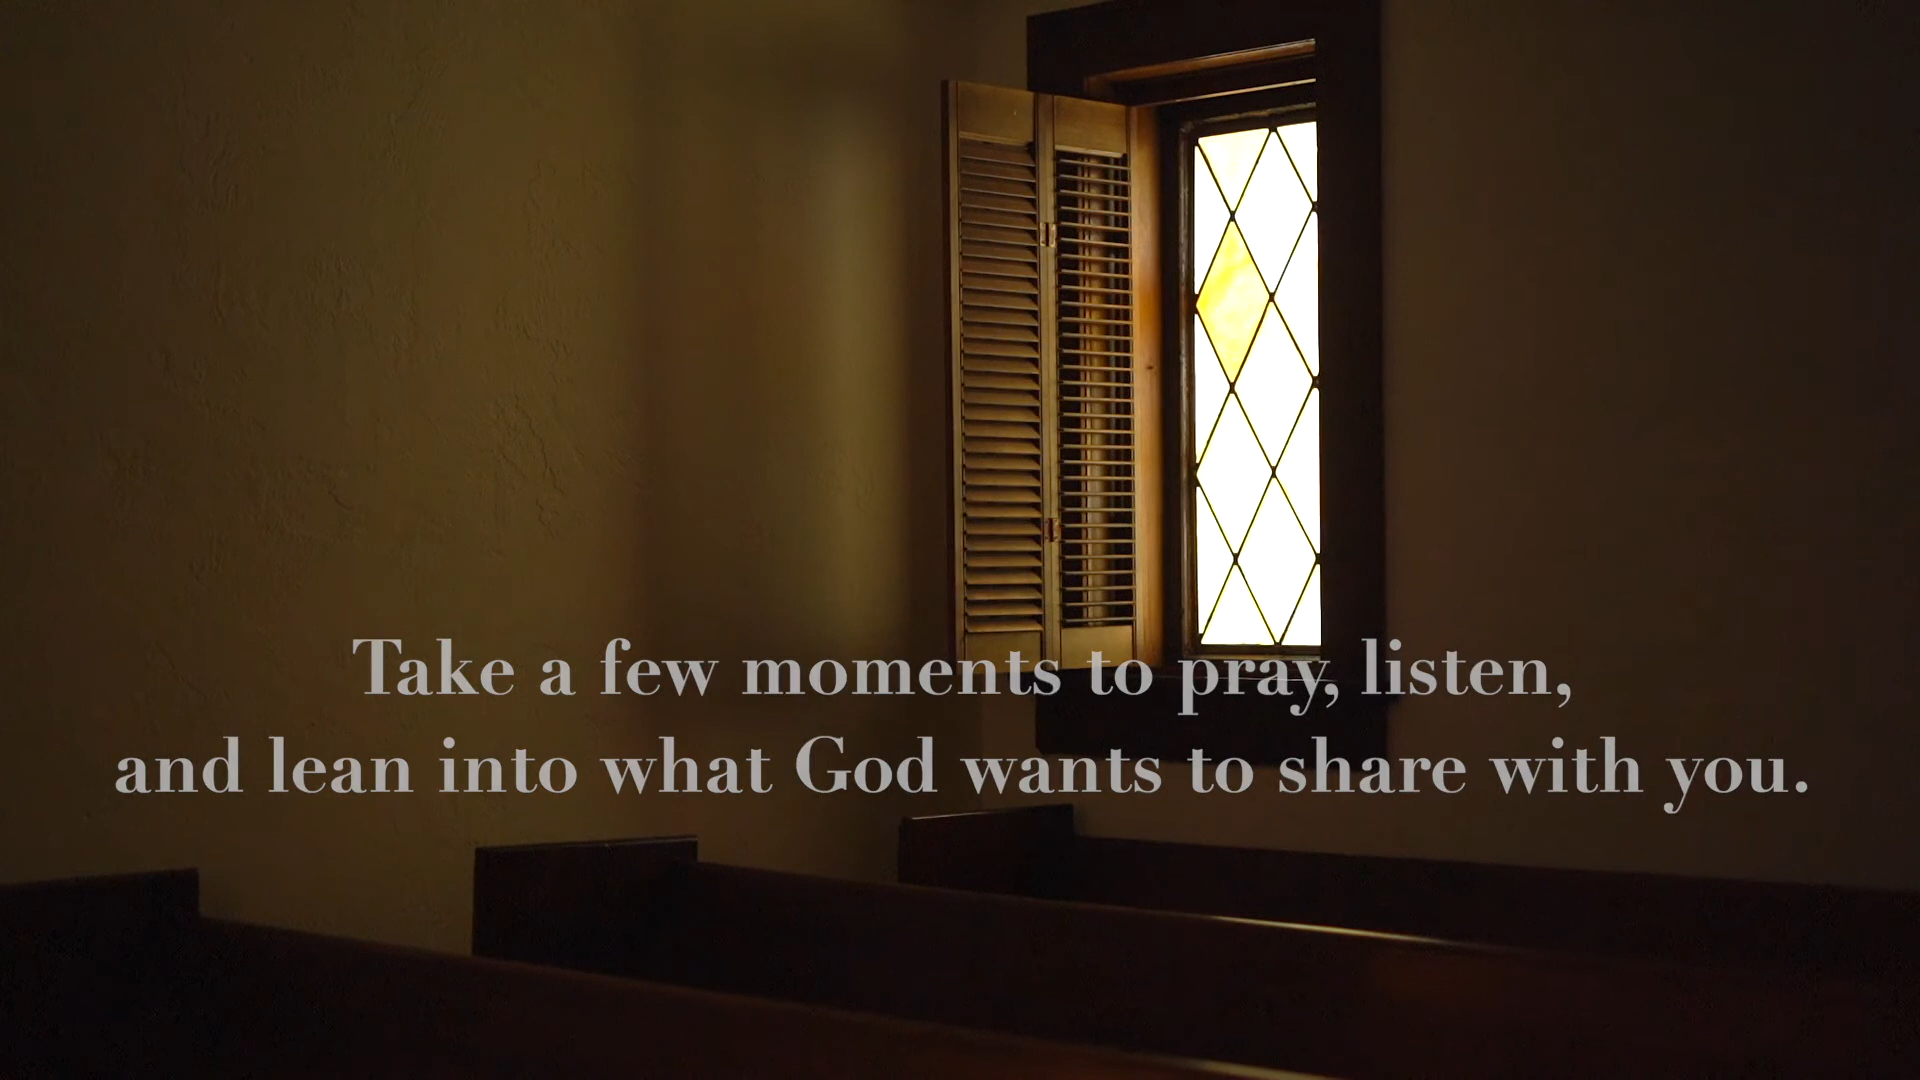 Take a few moments to pray, listen,
and lean into what God wants to share with you.